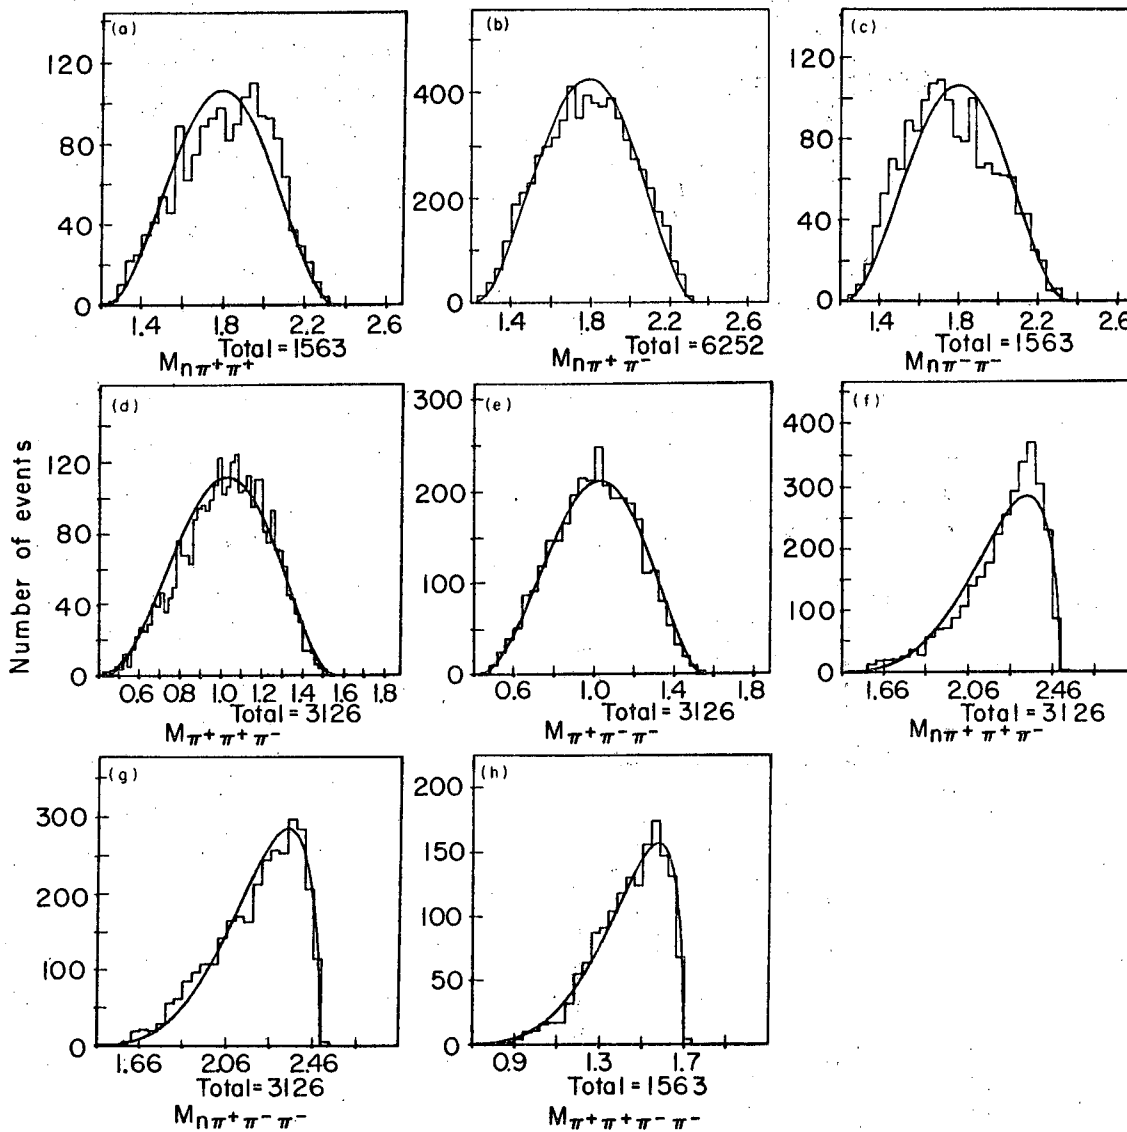 (a)
120
80
40
0
1.4 1.8 2.2 2.6
Total = 1563
Mnπ+π+
(b)
400
200
0
1.4 1.8 2.2 2.6
Total = 6252
Mnπ+π-
(c)
120
80
40
0
1.4 1.8 2.2 2.6
Total = 1563
Mnπ-π-
Number of events
(d)
120
80
40
0
0.6 0.8 1.0 1.2 1.4 1.6 1.8
Total = 3126
Mπ+π+π-
(e)
300
200
100
0
0.6 1.0 1.4 1.8
Total = 3126
Mπ+π-π-
(f)
400
300
200
100
0
1.66 2.06 2.46
Total = 3126
Mnπ+π+π-
(g)
300
200
100
0
1.66 2.06 2.46
Total = 3126
Mnπ+π-π-
(h)
200
150
100
50
0
0.9 1.3 1.7
Total = 1563
Mπ+π+π-π-